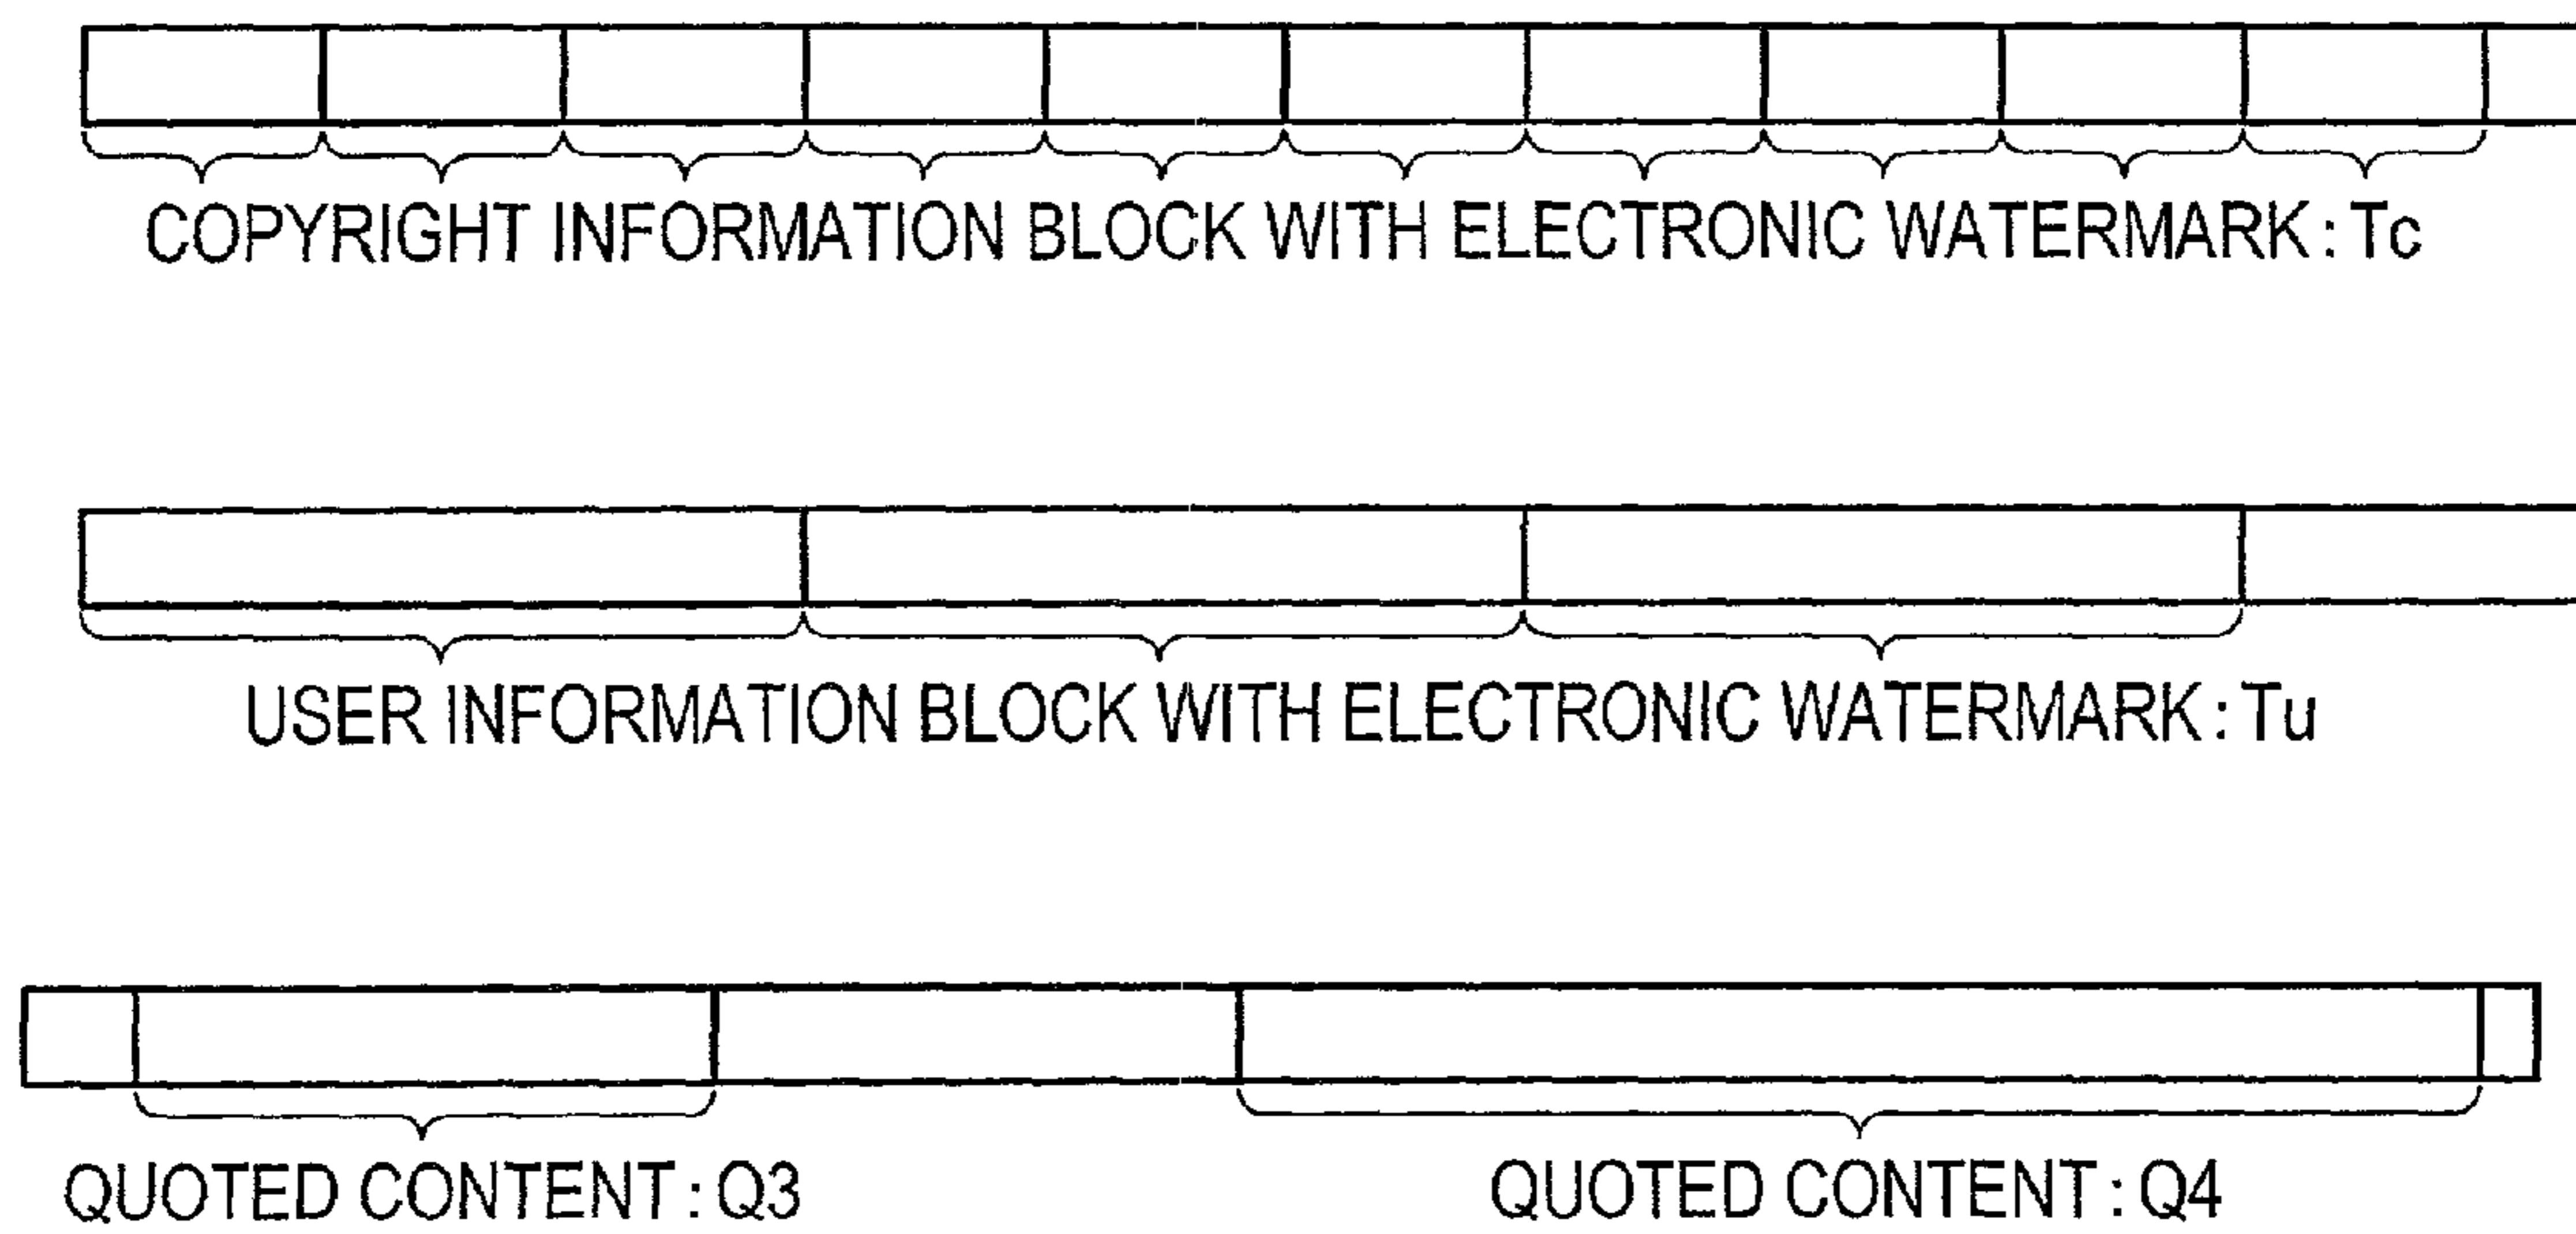 COPYRIGHT INFORMATION BLOCK WITH ELECTRONIC WATERMARK : Tc
USER INFORMATION BLOCK WITH ELECTRONIC WATERMARK : Tu
QUOTED CONTENT : Q3
QUOTED CONTENT : Q4